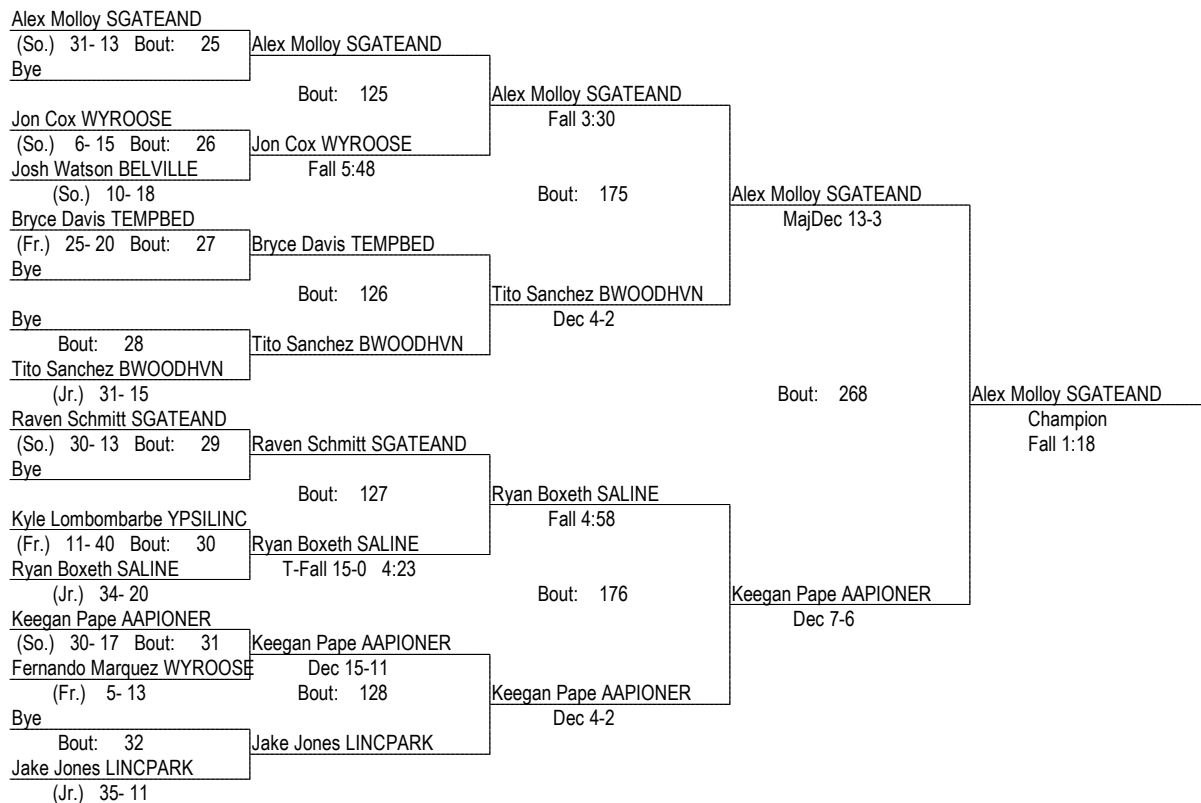 Alex Molloy SGATEAND
(So.) 31- 13 Bout: 25
Bye
Alex Molloy SGATEAND
Bout: 125
Jon Cox WYROOSE
(So.) 6- 15 Bout: 26
Josh Watson BELVILLE
(So.) 10- 18
Jon Cox WYROOSE
Fall 5:48
Alex Molloy SGATEAND
Fall 3:30
Bout: 175
Bryce Davis TEMPBED
(Fr.) 25- 20 Bout: 27
Bye
Bryce Davis TEMPBED
Bout: 126
Bye
Bout: 28
Tito Sanchez BWOODHVN
(Jr.) 31- 15
Tito Sanchez BWOODHVN
Tito Sanchez BWOODHVN
Dec 4-2
Alex Molloy SGATEAND
MajDec 13-3
Bout: 268
Alex Molloy SGATEAND
Champion
Fall 1:18
Raven Schmitt SGATEAND
(So.) 30- 13 Bout: 29
Bye
Raven Schmitt SGATEAND
Bout: 127
Kyle Lombombarbe YPSILINC
(Fr.) 11- 40 Bout: 30
Ryan Boxeth SALINE
(Jr.) 34- 20
Ryan Boxeth SALINE
T-Fall 15-0 4:23
Ryan Boxeth SALINE
Fall 4:58
Bout: 176
Keegan Pape AAPIONER
(So.) 30- 17 Bout: 31
Fernando Marquez WYROOSE
(Fr.) 5- 13
Keegan Pape AAPIONER
Dec 15-11
Bout: 128
Bye
Bout: 32
Jake Jones LINCPARK
(Jr.) 35- 11
Jake Jones LINCPARK
Keegan Pape AAPIONER
Dec 4-2
Keegan Pape AAPIONER
Dec 7-6